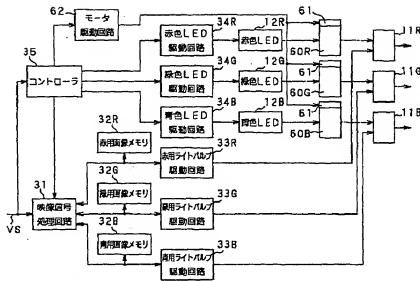 62
モータ
駆動回路
35
コントローラ
34R
赤色LED
駆動回路
12R
赤色LED
61
60R
11R
34G
緑色LED
駆動回路
12G
緑色LED
61
60G
11G
34B
青色LED
駆動回路
12B
青色LED
61
60B
11B
32R
赤用画像メモリ
33R
赤用ライトバルブ
駆動回路
31
映像信号
処理回路
VS
32G
緑用画像メモリ
33G
緑用ライトバルブ
駆動回路
32B
青用画像メモリ
33B
青用ライトバルブ
駆動回路